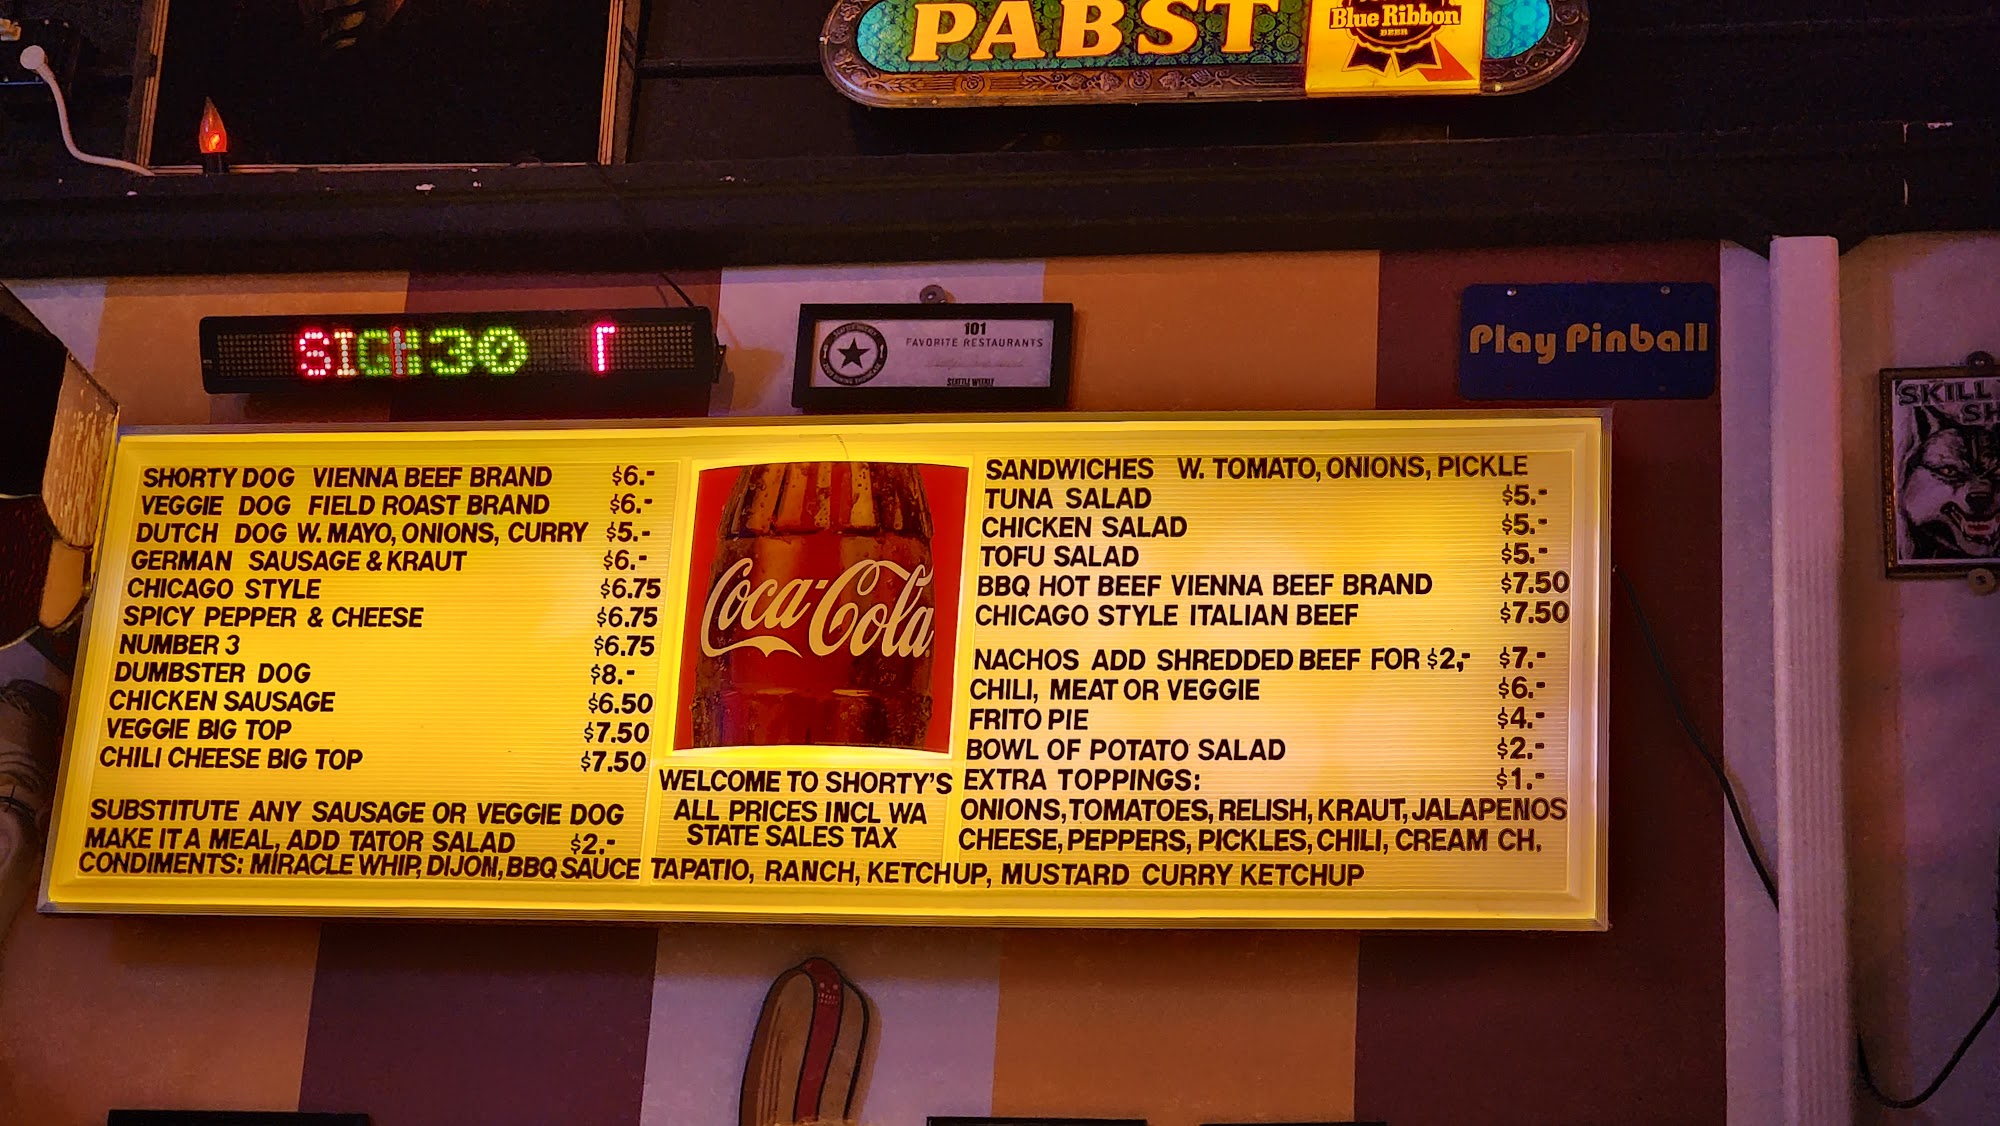 PABST
Blue Ribbon
BEER
SIGH30 T
101
FAVORITE RESTAURANTS
SEATTLE WEEKLY
Play Pinball
SKILL
SH
SHORTY DOG VIENNA BEEF BRAND $6.-
VEGGIE DOG FIELD ROAST BRAND $6.-
DUTCH DOG W. MAYO, ONIONS, CURRY $5.-
GERMAN SAUSAGE & KRAUT $6.-
CHICAGO STYLE $6.75
SPICY PEPPER & CHEESE $6.75
NUMBER 3 $6.75
DUMBSTER DOG $8.-
CHICKEN SAUSAGE $6.50
VEGGIE BIG TOP $7.50
CHILI CHEESE BIG TOP $7.50
SUBSTITUTE ANY SAUSAGE OR VEGGIE DOG
MAKE IT A MEAL, ADD TATOR SALAD $2.-
Coca-Cola
WELCOME TO SHORTY'S
ALL PRICES INCL WA
STATE SALES TAX
SANDWICHES W. TOMATO, ONIONS, PICKLE
TUNA SALAD $5.-
CHICKEN SALAD $5.-
TOFU SALAD $5.-
BBQ HOT BEEF VIENNA BEEF BRAND $7.50
CHICAGO STYLE ITALIAN BEEF $7.50
NACHOS ADD SHREDDED BEEF FOR $2,- $7.-
CHILI, MEAT OR VEGGIE $6.-
FRITO PIE $4.-
BOWL OF POTATO SALAD $2.-
EXTRA TOPPINGS: $1.-
ONIONS, TOMATOES, RELISH, KRAUT, JALAPENOS
CHEESE, PEPPERS, PICKLES, CHILI, CREAM CH.
CONDIMENTS: MIRACLE WHIP, DIJON, BBQ SAUCE TAPATIO, RANCH, KETCHUP, MUSTARD CURRY KETCHUP